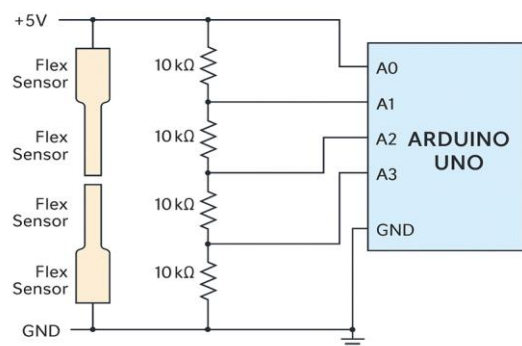 +5V
Flex
Sensor
Flex
Sensor
Flex
Sensor
Flex
Sensor
GND
10 kΩ
10 kΩ
10 kΩ
10 kΩ
A0
A1
A2
A3
GND
ARDUINO
UNO